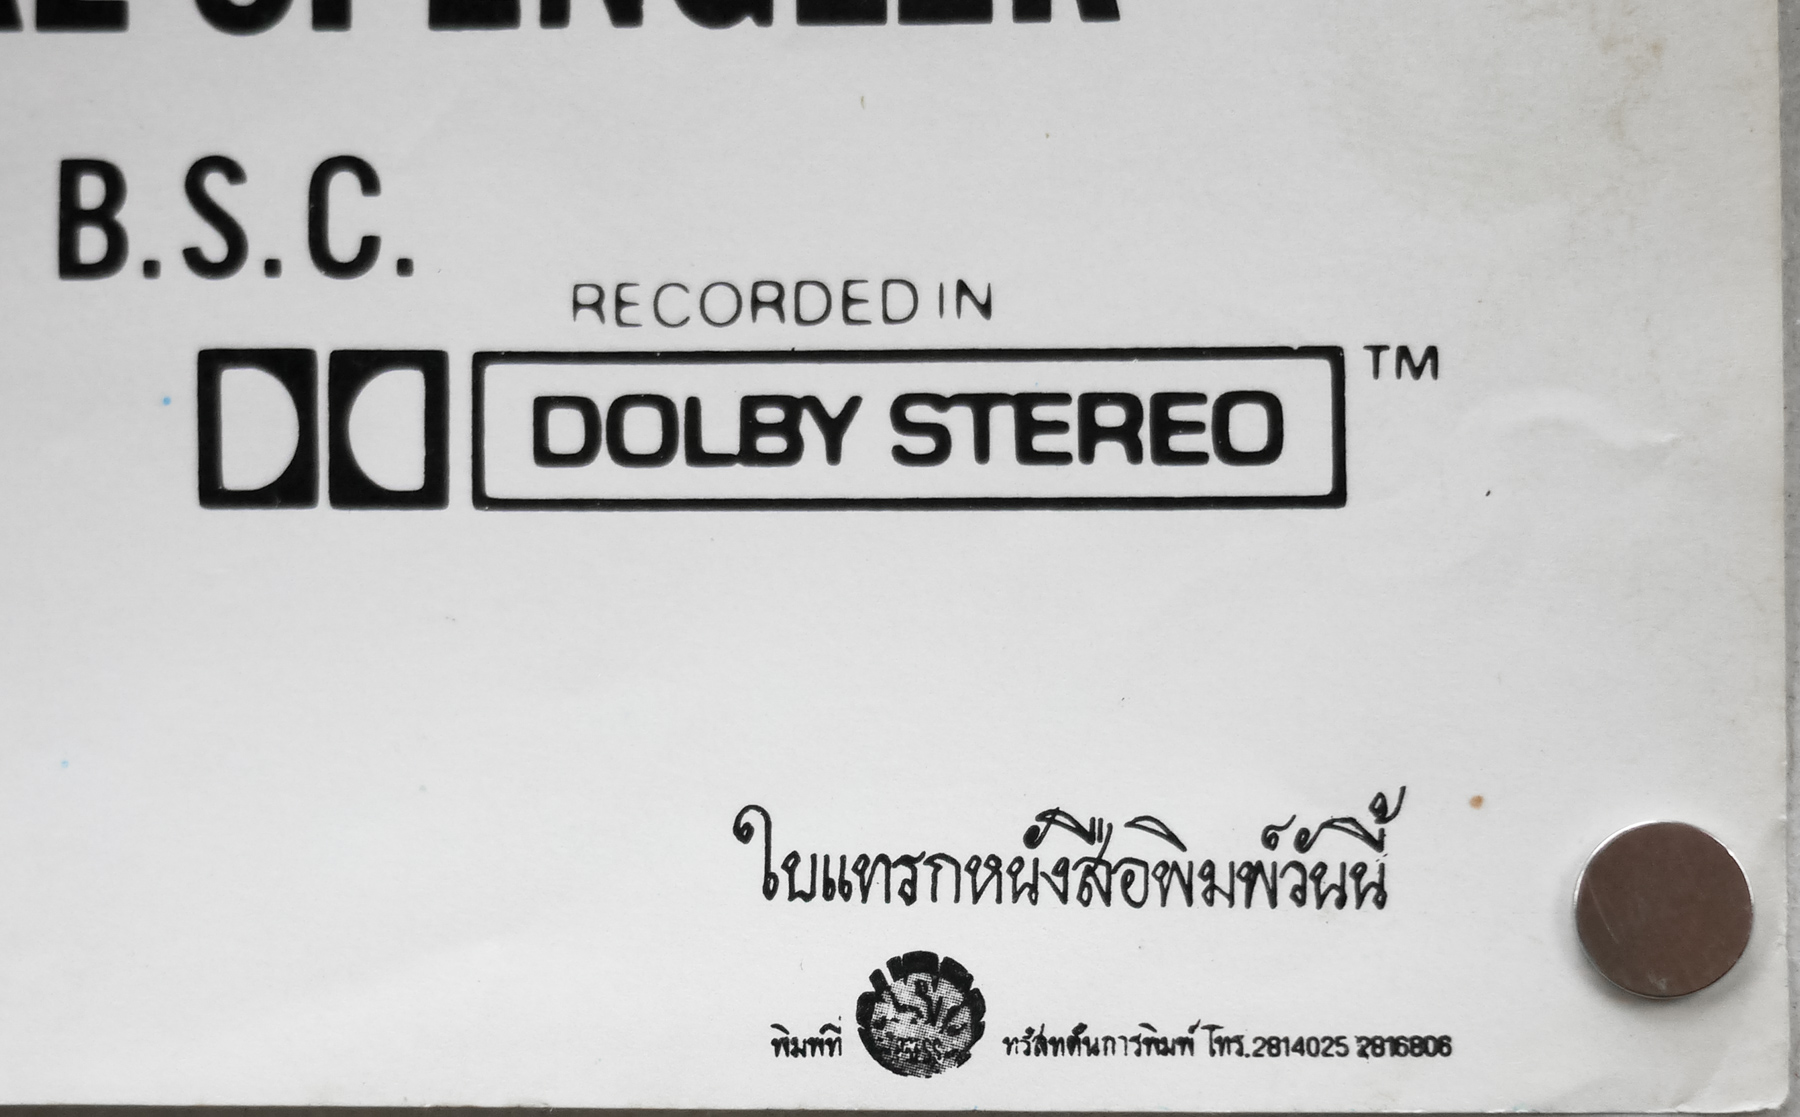 SPENGLER
B.S.C.
RECORDED IN
DOLBY STEREO TM
ใบแทรกหนังสือพิมพ์วันนี้
พิมพ์ที่ ทรัสทตั้นการพิมพ์ โทร.2814025 2816806